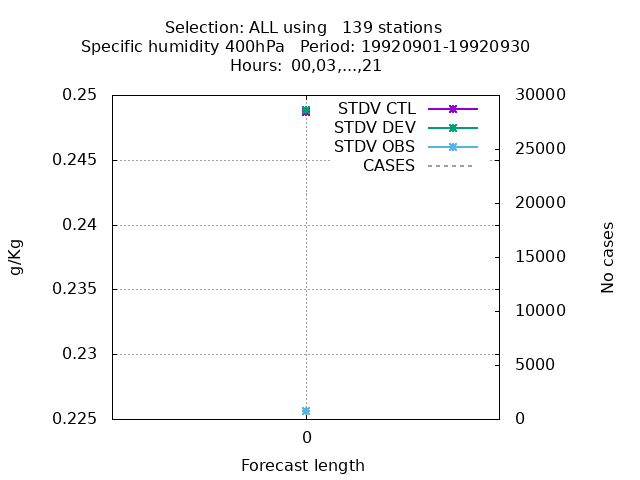 Selection: ALL using   139 stations
Specific humidity 400hPa   Period: 19920901-19920930
Hours:  00,03,...,21
0.25
0.245
0.24
0.235
0.23
0.225
g/Kg
STDV CTL
STDV DEV
STDV OBS
CASES
30000
25000
20000
15000
10000
5000
0
No cases
0
Forecast length